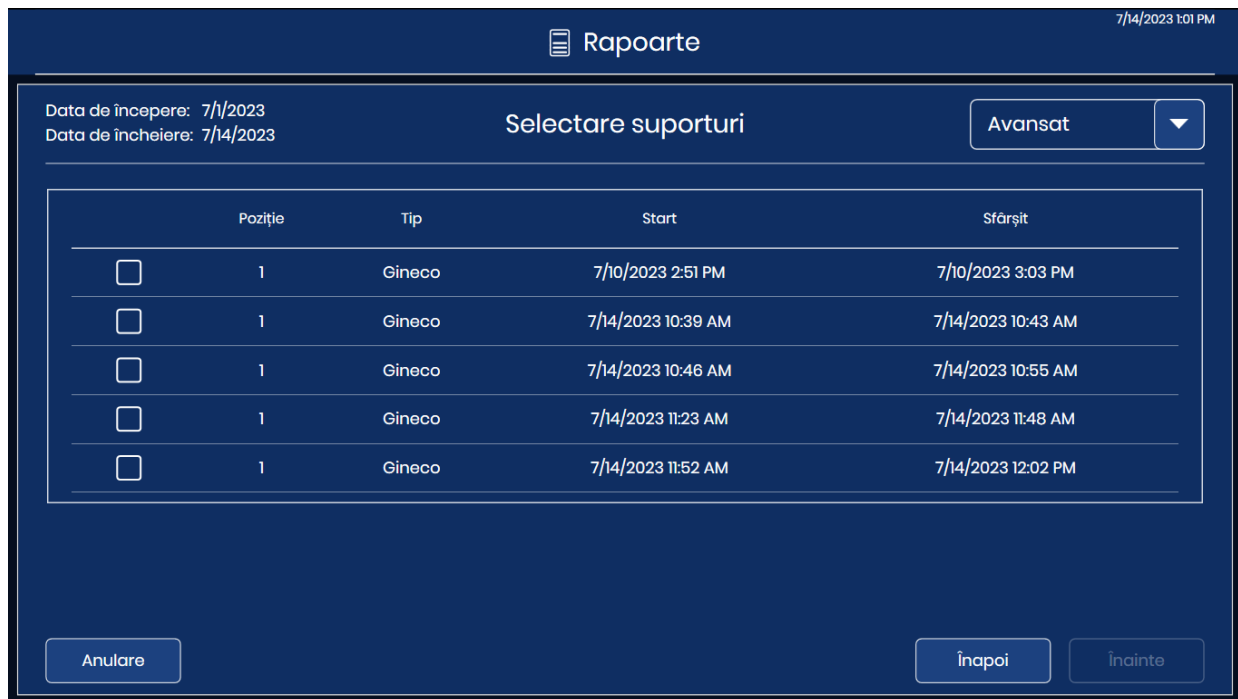 7/14/2023 1:01 PM
Rapoarte
Data de începere: 7/1/2023
Data de încheiere: 7/14/2023
Selectare suporturi
Avansat
Poziție Tip Start Sfârșit
1 Gineco 7/10/2023 2:51 PM 7/10/2023 3:03 PM
1 Gineco 7/14/2023 10:39 AM 7/14/2023 10:43 AM
1 Gineco 7/14/2023 10:46 AM 7/14/2023 10:55 AM
1 Gineco 7/14/2023 11:23 AM 7/14/2023 11:48 AM
1 Gineco 7/14/2023 11:52 AM 7/14/2023 12:02 PM
Anulare Înapoi Înainte